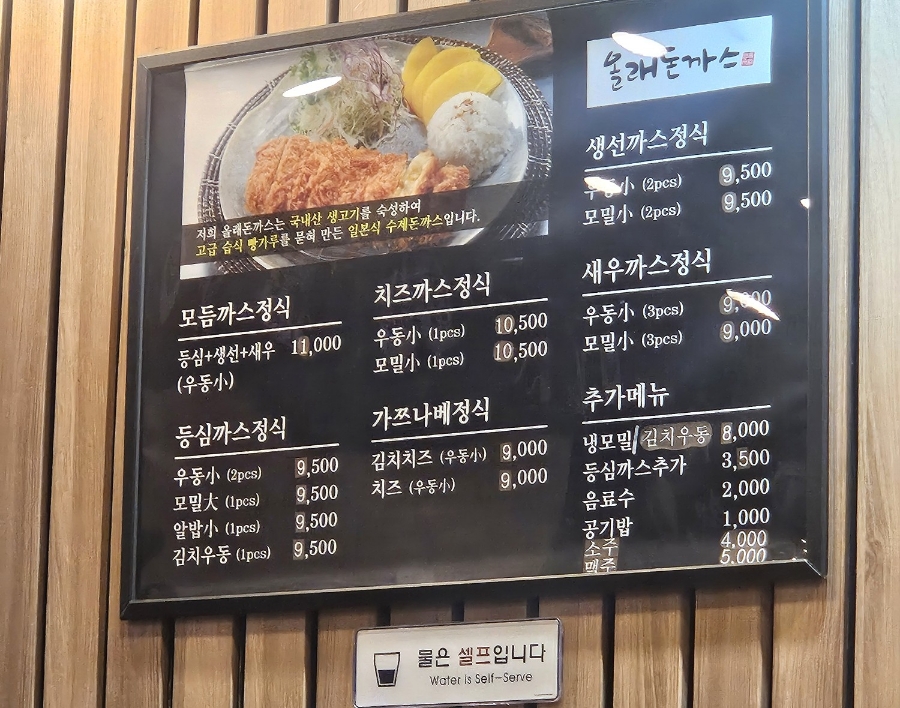 올래돈까스
저희 올래돈까스는 국내산 생고기를 숙성하여
고급 습식 빵가루를 묻혀 만든 일본식 수제돈까스입니다.
모듬까스정식
등심+생선+새우 11,000
(우동小)
등심까스정식
우동小 (2pcs) 9,500
모밀大 (1pcs) 9,500
알밥小 (1pcs) 9,500
김치우동 (1pcs) 9,500
치즈까스정식
우동小 (1pcs) 10,500
모밀小 (1pcs) 10,500
가쯔나베정식
김치치즈 (우동小) 9,000
치즈 (우동小) 9,000
생선까스정식
우동小 (2pcs) 9,500
모밀小 (2pcs) 9,500
새우까스정식
우동小 (3pcs) 9,000
모밀小 (3pcs) 9,000
추가메뉴
냉모밀/김치우동 8,000
등심까스추가 3,500
음료수 2,000
공기밥 1,000
소주 4,000
맥주 5,000
물은 셀프입니다
Water is Self-Serve